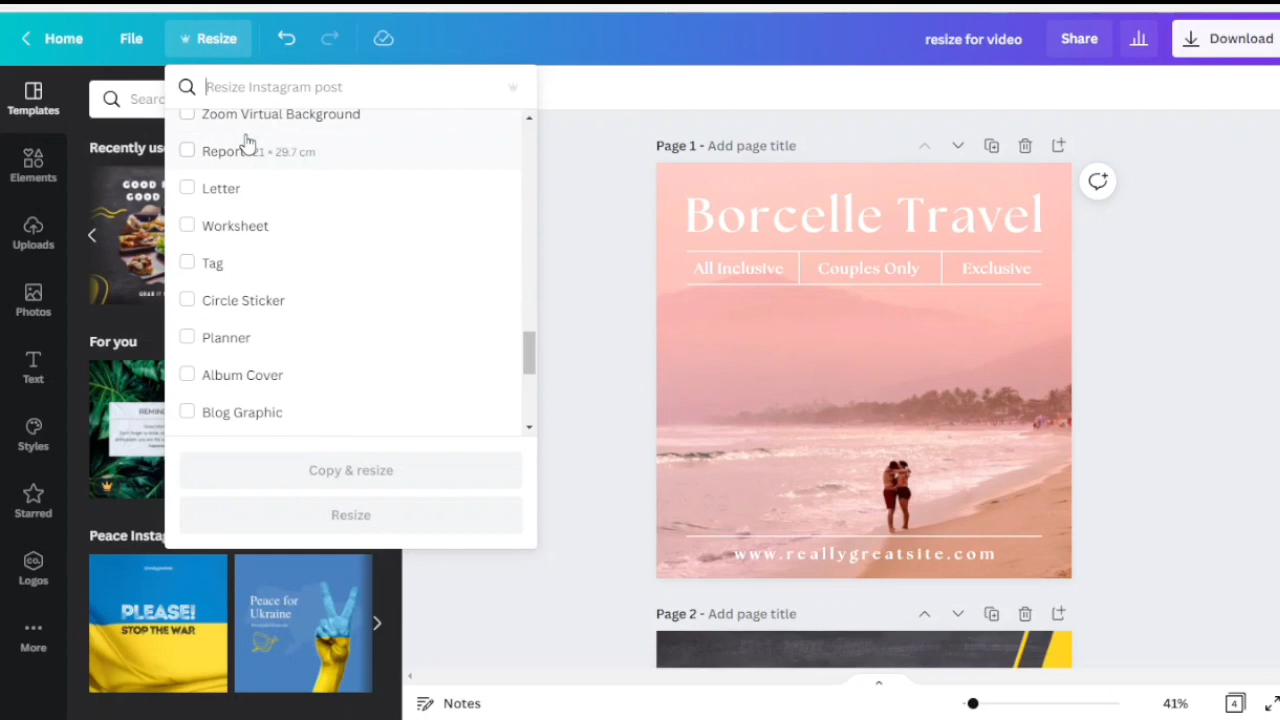 Home
File
Resize
resize for video
Share
Download
Templates
Elements
Uploads
Photos
Text
Styles
Starred
Logos
More
Resize Instagram post
Zoom Virtual Background
Report 21 × 29.7 cm
Letter
Worksheet
Tag
Circle Sticker
Planner
Album Cover
Blog Graphic
Copy & resize
Resize
Recently use
GOOD
GOOD
For you
Peace Insta
co.
PLEASE!
STOP THE WAR
Peace for
Ukraine
Page 1 - Add page title
Borcelle Travel
All Inclusive
Couples Only
Exclusive
www.reallygreatsite.com
Page 2 - Add page title
Notes
41%
4